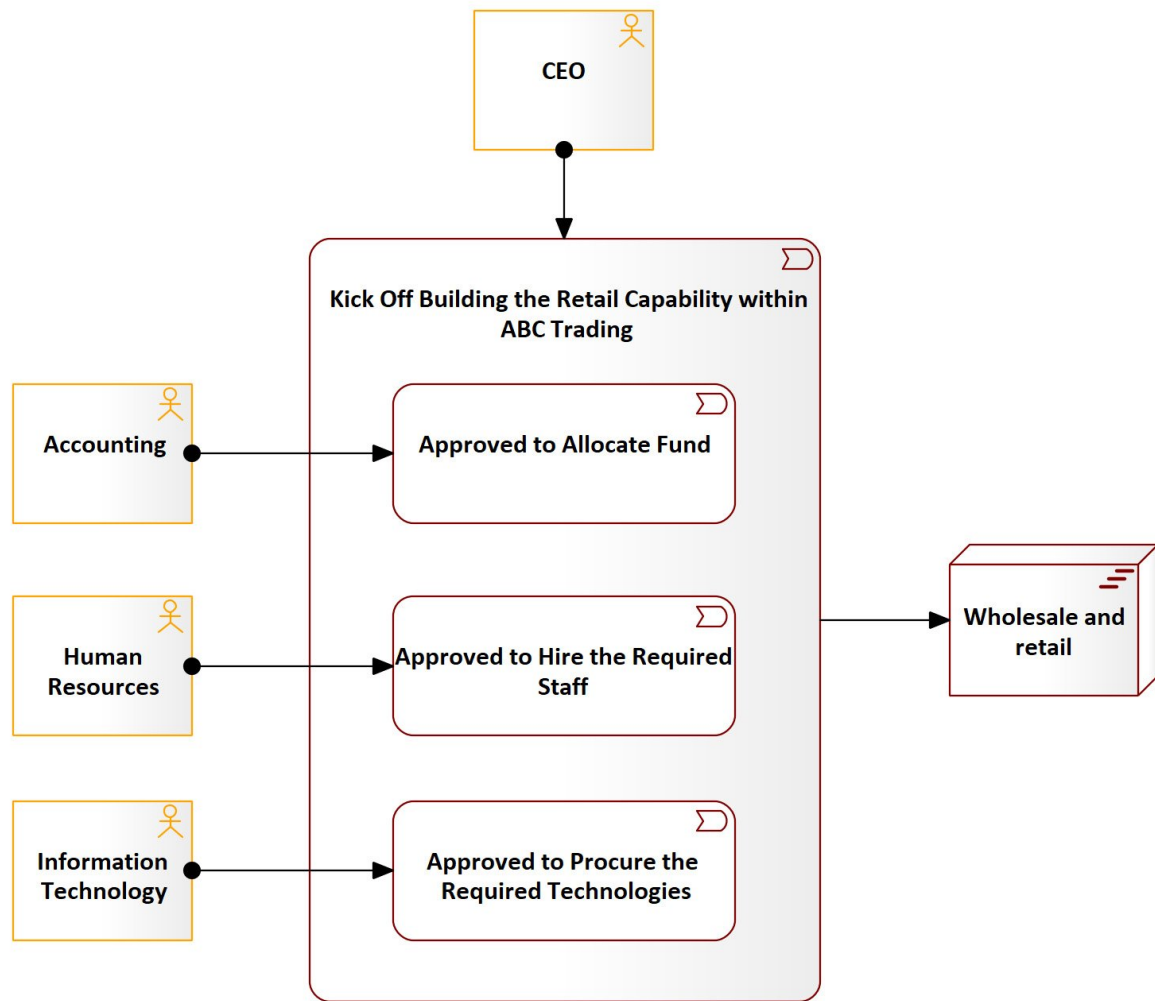 CEO
Kick Off Building the Retail Capability within
ABC Trading
Accounting
Approved to Allocate Fund
Human
Resources
Approved to Hire the Required
Staff
Wholesale and
retail
Information
Technology
Approved to Procure the
Required Technologies